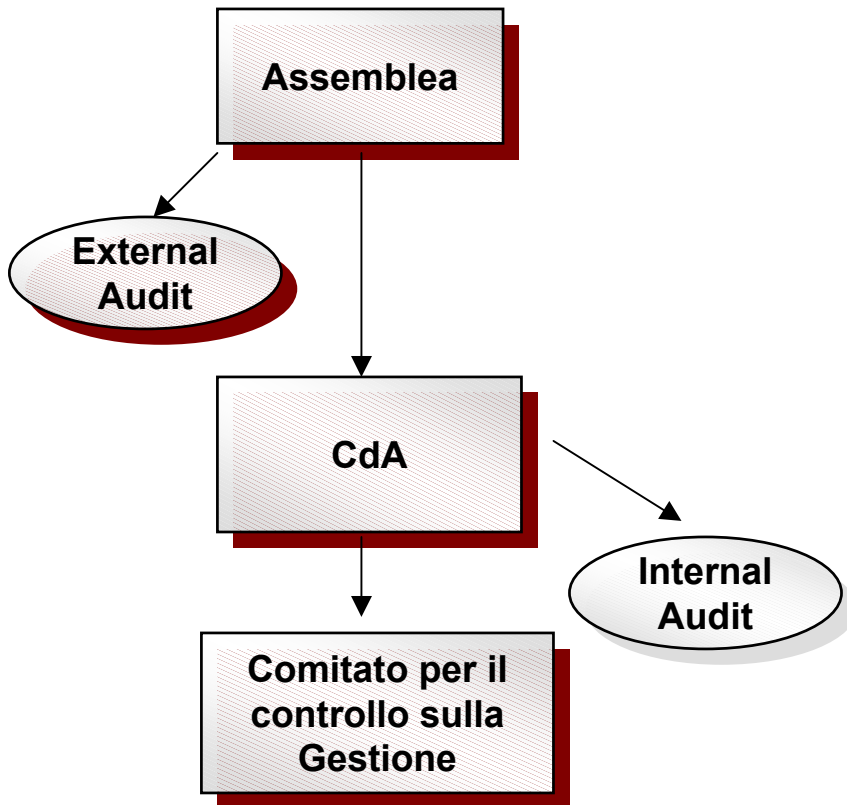 Assemblea
External
Audit
CdA
Internal
Audit
Comitato per il
controllo sulla
Gestione